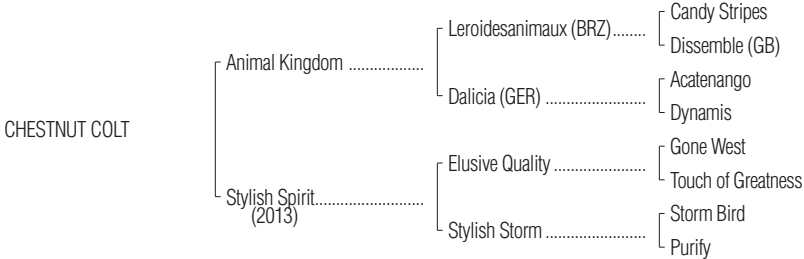 Candy Stripes
Leroidesanimaux (BRZ)........
Dissemble (GB)
Animal Kingdom ..................
Acatenango
Dalicia (GER) ........................
Dynamis
CHESTNUT COLT
Gone West
Elusive Quality ......................
Touch of Greatness
Stylish Spirit..........................
(2013)
Storm Bird
Stylish Storm ........................
Purify